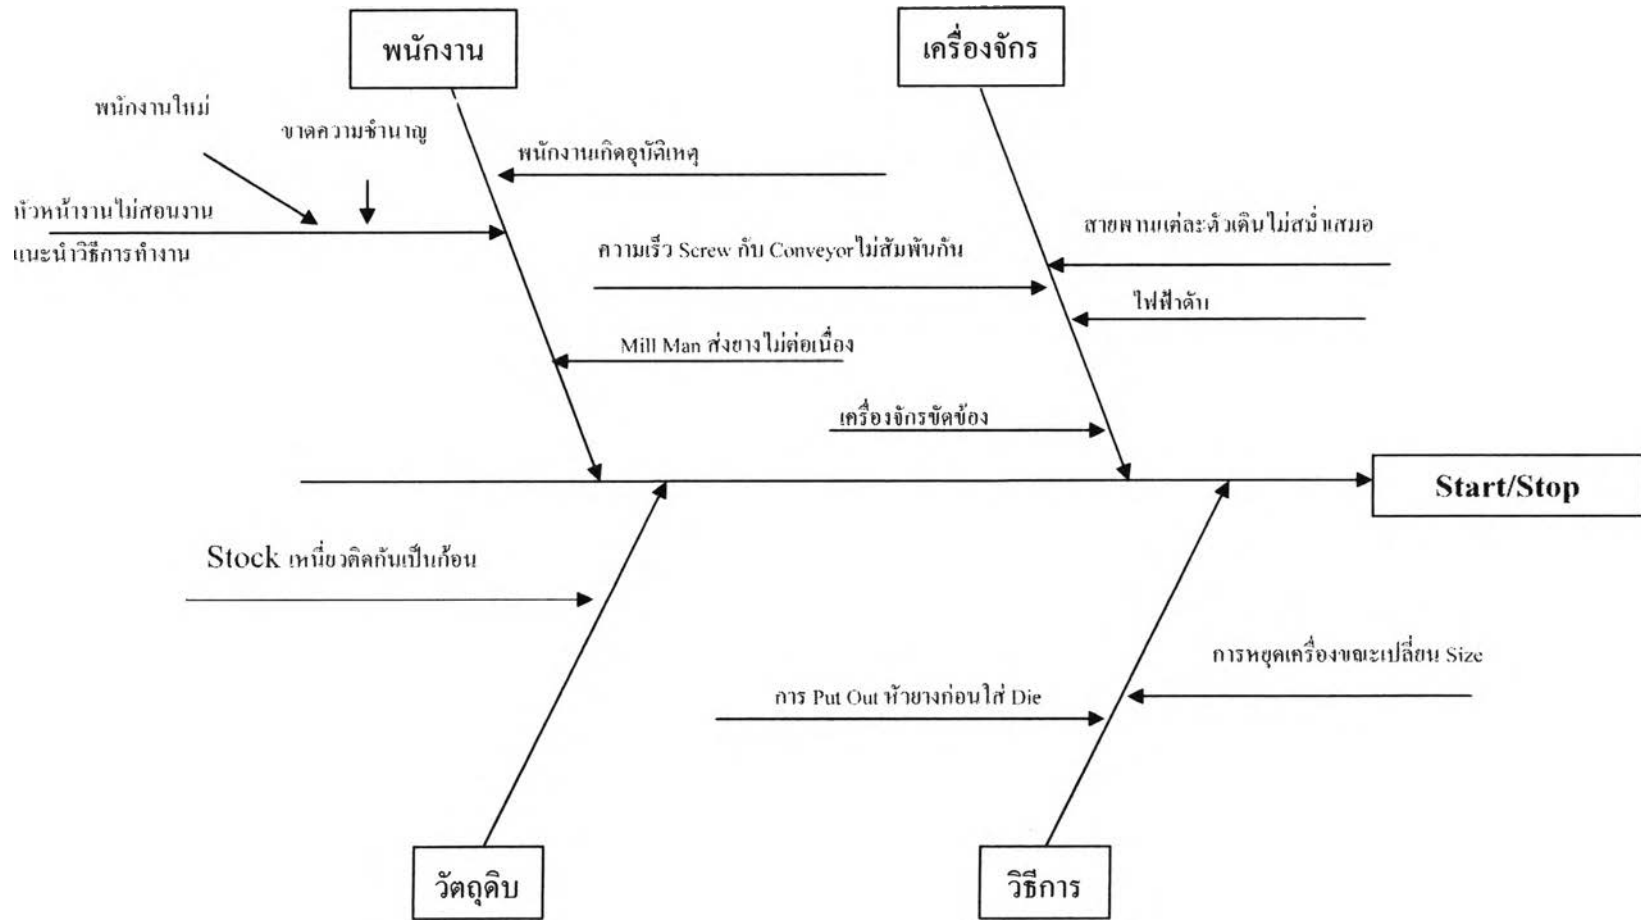 พนักงาน
เครื่องจักร
พนักงานใหม่
ขาดความชำนาญ
พนักงานเกิดอุบัติเหตุ
หัวหน้างานไม่สอนงาน
แนะนำวิธีการทำงาน
สายพานแต่ละตัวเดินไม่สม่ำเสมอ
ความเร็ว Screw กับ Conveyor ไม่สัมพันกัน
ไฟฟ้าดับ
Mill Man ส่งยางไม่ต่อเนื่อง
เครื่องจักรขัดข้อง
Start/Stop
Stock เหนี่ยวติดกันเป็นก้อน
การหยุดเครื่องขณะเปลี่ยน Size
การ Put Out หัวยางก่อนใส่ Die
วัตถุดิบ
วิธีการ